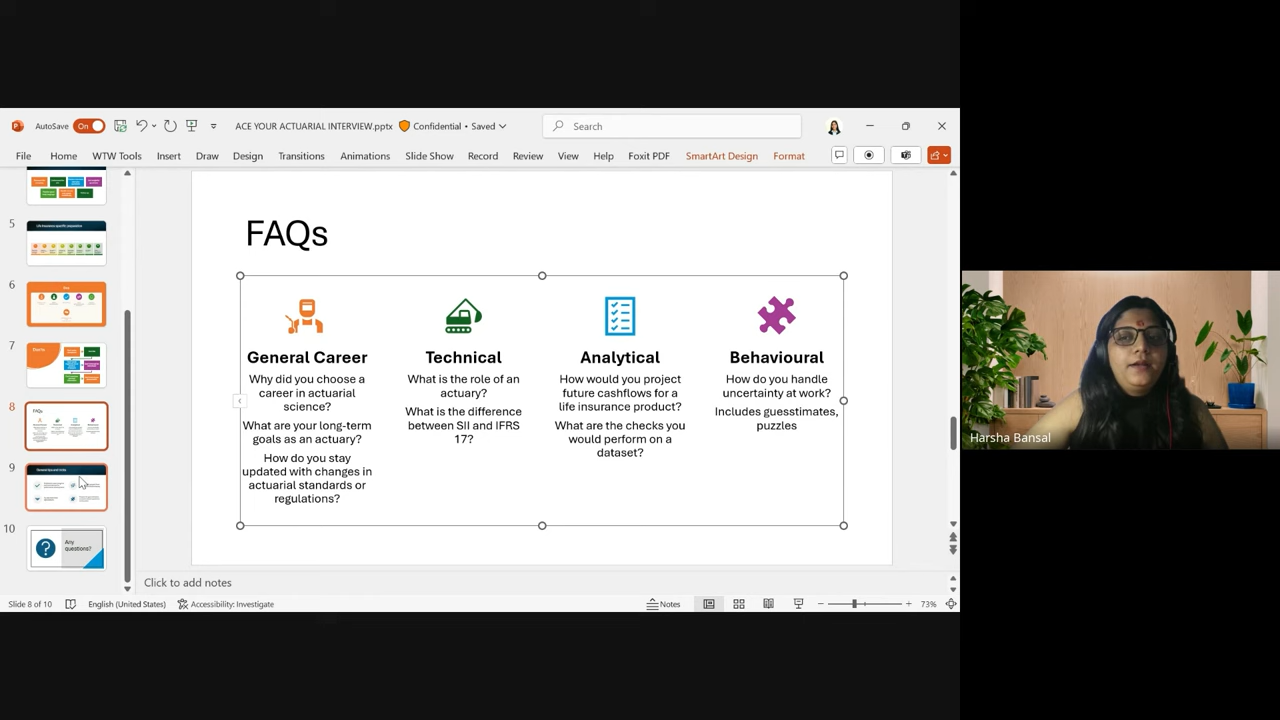 AutoSave On ACE YOUR ACTUARIAL INTERVIEW.pptx Confidential • Saved Search
File Home WTW Tools Insert Draw Design Transitions Animations Slide Show Record Review View Help Foxit PDF SmartArt Design Format
5
6
7
8
9
10
FAQs
Any
questions?
FAQs
General Career
Why did you choose a
career in actuarial
science?
What are your long-term
goals as an actuary?
How do you stay
updated with changes in
actuarial standards or
regulations?
Technical
What is the role of an
actuary?
What is the difference
between SII and IFRS
17?
Analytical
How would you project
future cashflows for a
life insurance product?
What are the checks you
would perform on a
dataset?
Behavioural
How do you handle
uncertainty at work?
Includes guesstimates,
puzzles
Click to add notes
Slide 8 of 10 English (United States) Accessibility: Investigate Notes 73%
Harsha Bansal